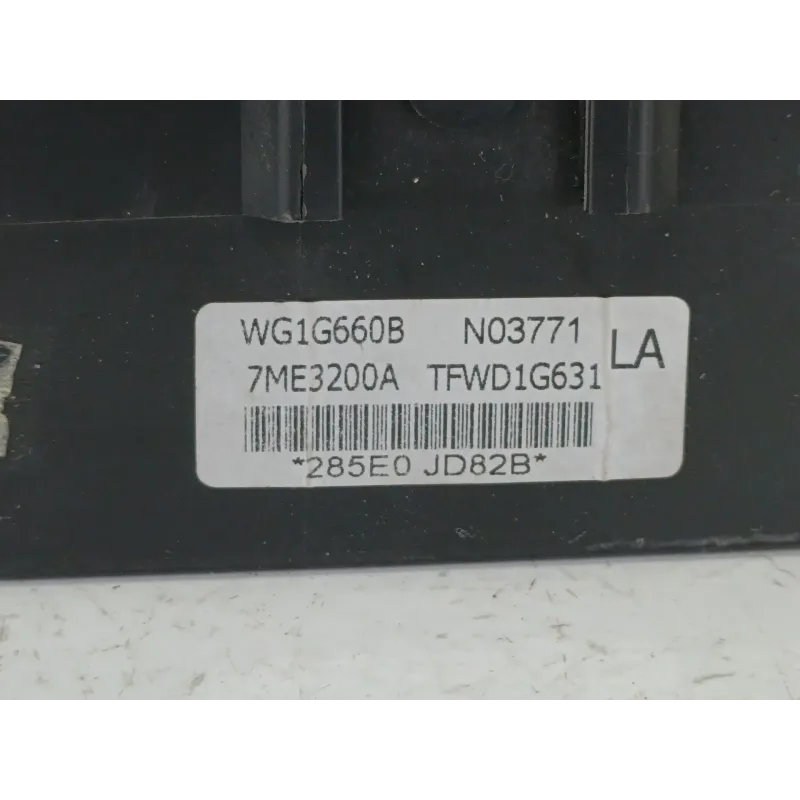 WG1G660B N03771
LA
7ME3200A TFWD1G631
*285E0 JD82B*